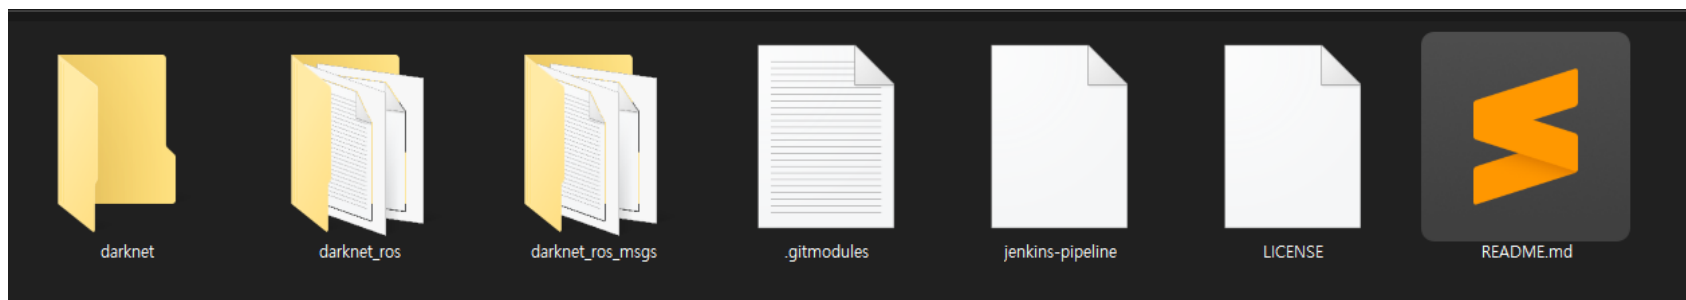 darknet
darknet_ros
darknet_ros_msgs
.gitmodules
jenkins-pipeline
LICENSE
README.md